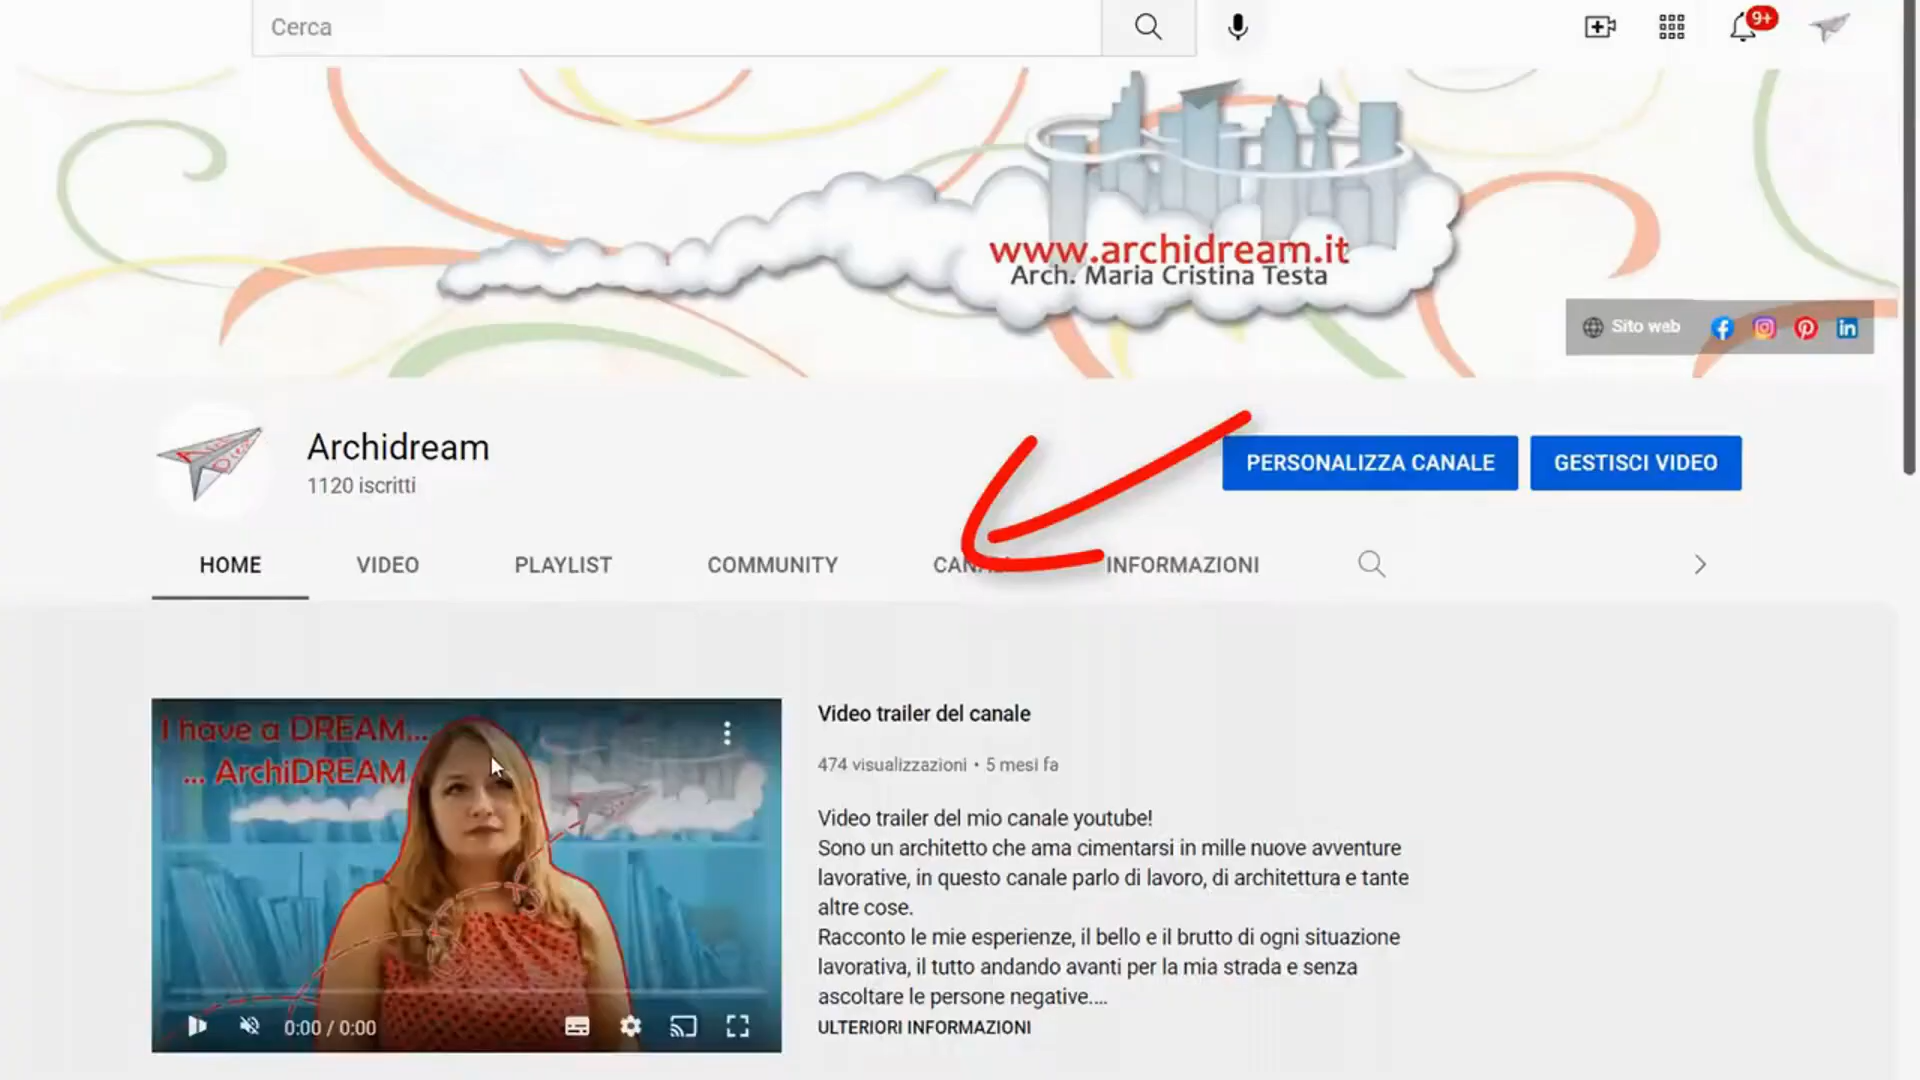 Cerca
9+
www.archidream.it
Arch. Maria Cristina Testa
Sito web
Archidream
1120 iscritti
PERSONALIZZA CANALE
GESTISCI VIDEO
HOME
VIDEO
PLAYLIST
COMMUNITY
INFORMAZIONI
I have a DREAM...
... ArchiDREAM
0:00 / 0:00
Video trailer del canale
474 visualizzazioni • 5 mesi fa
Video trailer del mio canale youtube!
Sono un architetto che ama cimentarsi in mille nuove avventure
lavorative, in questo canale parlo di lavoro, di architettura e tante
altre cose.
Racconto le mie esperienze, il bello e il brutto di ogni situazione
lavorativa, il tutto andando avanti per la mia strada e senza
ascoltare le persone negative....
ULTERIORI INFORMAZIONI